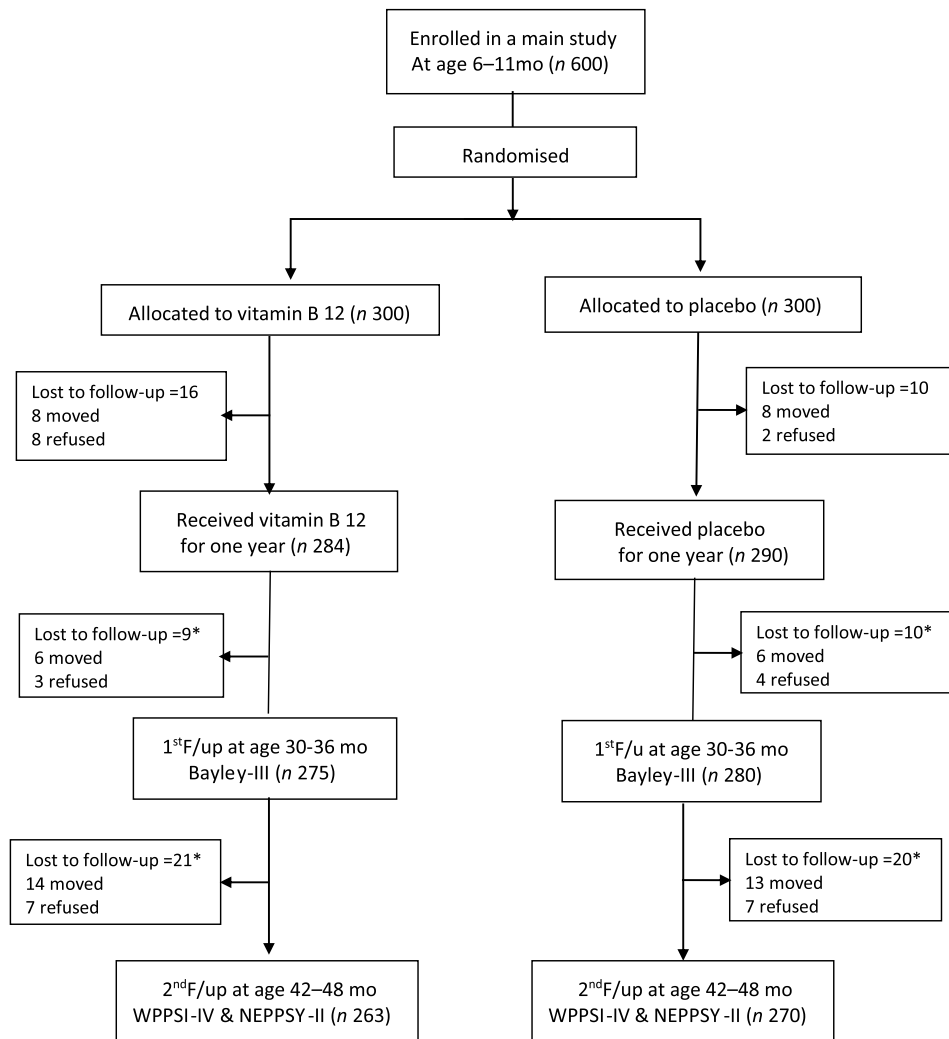 Enrolled in a main study
At age 6–11mo (n 600)
Randomised
Allocated to vitamin B 12 (n 300)
Allocated to placebo (n 300)
Lost to follow-up =16
8 moved
8 refused
Lost to follow-up =10
8 moved
2 refused
Received vitamin B 12
for one year (n 284)
Received placebo
for one year (n 290)
Lost to follow-up =9*
6 moved
3 refused
Lost to follow-up =10*
6 moved
4 refused
1stF/up at age 30-36 mo
Bayley-III (n 275)
1stF/u at age 30-36 mo
Bayley-III (n 280)
Lost to follow-up =21*
14 moved
7 refused
Lost to follow-up =20*
13 moved
7 refused
2ndF/up at age 42–48 mo
WPPSI-IV & NEPPSY-II (n 263)
2ndF/up at age 42–48 mo
WPPSI-IV & NEPPSY-II (n 270)